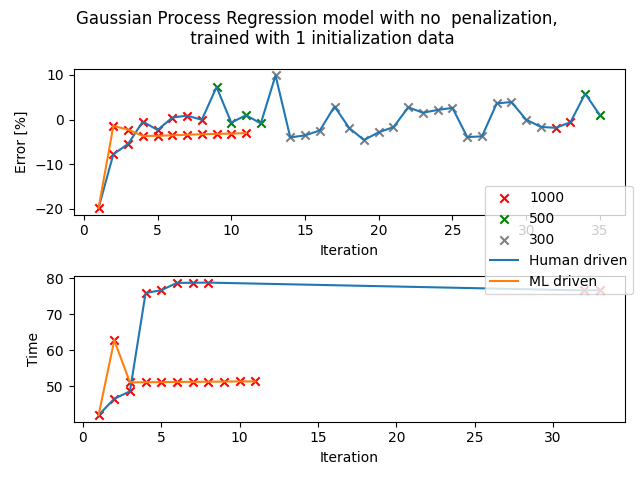 Gaussian Process Regression model with no  penalization,
trained with 1 initialization data
10
0
−10
−20
Error [%]
0 5 10 15 20 25 30 35
Iteration
1000
500
300
Human driven
ML driven
80
70
60
50
Time
0 5 10 15 20 25 30
Iteration